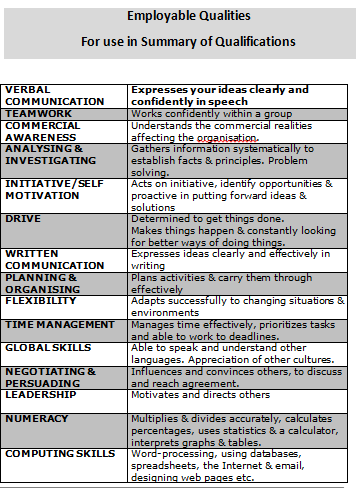 Employable Qualities
For use in Summary of Qualifications
VERBAL COMMUNICATION Expresses your ideas clearly and
confidently in speech
TEAMWORK Works confidently within a group
COMMERCIAL AWARENESS Understands the commercial realities
affecting the organisation.
ANALYSING & INVESTIGATING Gathers information systematically to
establish facts & principles. Problem
solving.
INITIATIVE/SELF MOTIVATION Acts on initiative, identify opportunities &
proactive in putting forward ideas &
solutions
DRIVE Determined to get things done.
Makes things happen & constantly looking
for better ways of doing things.
WRITTEN COMMUNICATION Expresses ideas clearly and effectively in
writing
PLANNING & ORGANISING Plans activities & carry them through
effectively
FLEXIBILITY Adapts successfully to changing situations &
environments
TIME MANAGEMENT Manages time effectively, prioritizes tasks
and able to work to deadlines.
GLOBAL SKILLS Able to speak and understand other
languages. Appreciation of other cultures.
NEGOTIATING & PERSUADING Influences and convinces others, to discuss
and reach agreement.
LEADERSHIP Motivates and directs others
NUMERACY Multiplies & divides accurately, calculates
percentages, uses statistics & a calculator,
interprets graphs & tables.
COMPUTING SKILLS Word-processing, using databases,
spreadsheets, the Internet & email,
designing web pages etc.